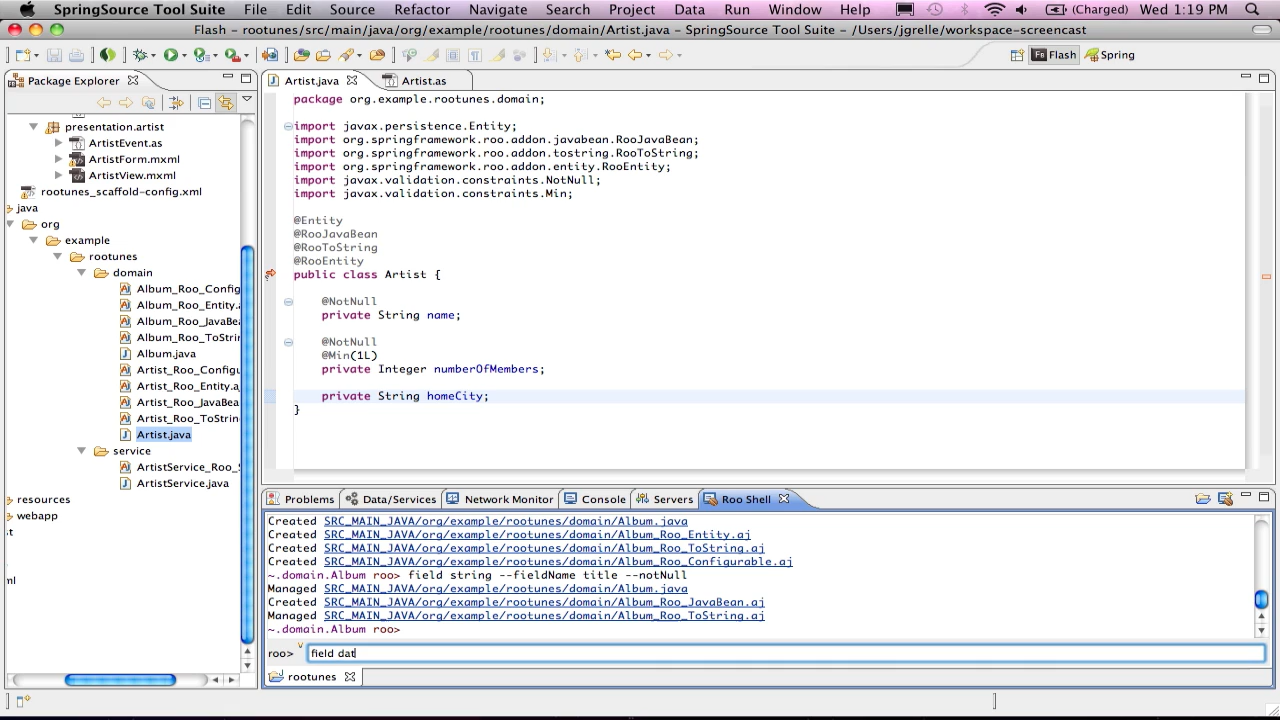 SpringSource Tool Suite File Edit Source Refactor Navigate Search Project Data Run Window Help (Charged) Wed 1:19 PM
Flash - rootunes/src/main/java/org/example/rootunes/domain/Artist.java - SpringSource Tool Suite - /Users/jgrelle/workspace-screencast
Flash Spring
Package Explorer
presentation.artist
ArtistEvent.as
ArtistForm.mxml
ArtistView.mxml
rootunes_scaffold-config.xml
java
org
example
rootunes
domain
Album_Roo_Config
Album_Roo_Entity.a
Album_Roo_JavaBea
Album_Roo_ToStrin
Album.java
Artist_Roo_Configu
Artist_Roo_Entity.a
Artist_Roo_JavaBea
Artist_Roo_ToStrin
Artist.java
service
ArtistService_Roo_S
ArtistService.java
resources
webapp
st
ml
Artist.java Artist.as
package org.example.rootunes.domain;
import javax.persistence.Entity;
import org.springframework.roo.addon.javabean.RooJavaBean;
import org.springframework.roo.addon.tostring.RooToString;
import org.springframework.roo.addon.entity.RooEntity;
import javax.validation.constraints.NotNull;
import javax.validation.constraints.Min;
@Entity
@RooJavaBean
@RooToString
@RooEntity
public class Artist {
@NotNull
private String name;
@NotNull
@Min(1L)
private Integer numberOfMembers;
private String homeCity;
}
Problems Data/Services Network Monitor Console Servers Roo Shell
Created SRC_MAIN_JAVA/org/example/rootunes/domain/Album.java
Created SRC_MAIN_JAVA/org/example/rootunes/domain/Album_Roo_Entity.aj
Created SRC_MAIN_JAVA/org/example/rootunes/domain/Album_Roo_ToString.aj
Created SRC_MAIN_JAVA/org/example/rootunes/domain/Album_Roo_Configurable.aj
~.domain.Album roo> field string --fieldName title --notNull
Managed SRC_MAIN_JAVA/org/example/rootunes/domain/Album.java
Created SRC_MAIN_JAVA/org/example/rootunes/domain/Album_Roo_JavaBean.aj
Managed SRC_MAIN_JAVA/org/example/rootunes/domain/Album_Roo_ToString.aj
~.domain.Album roo>
roo> field dat
rootunes